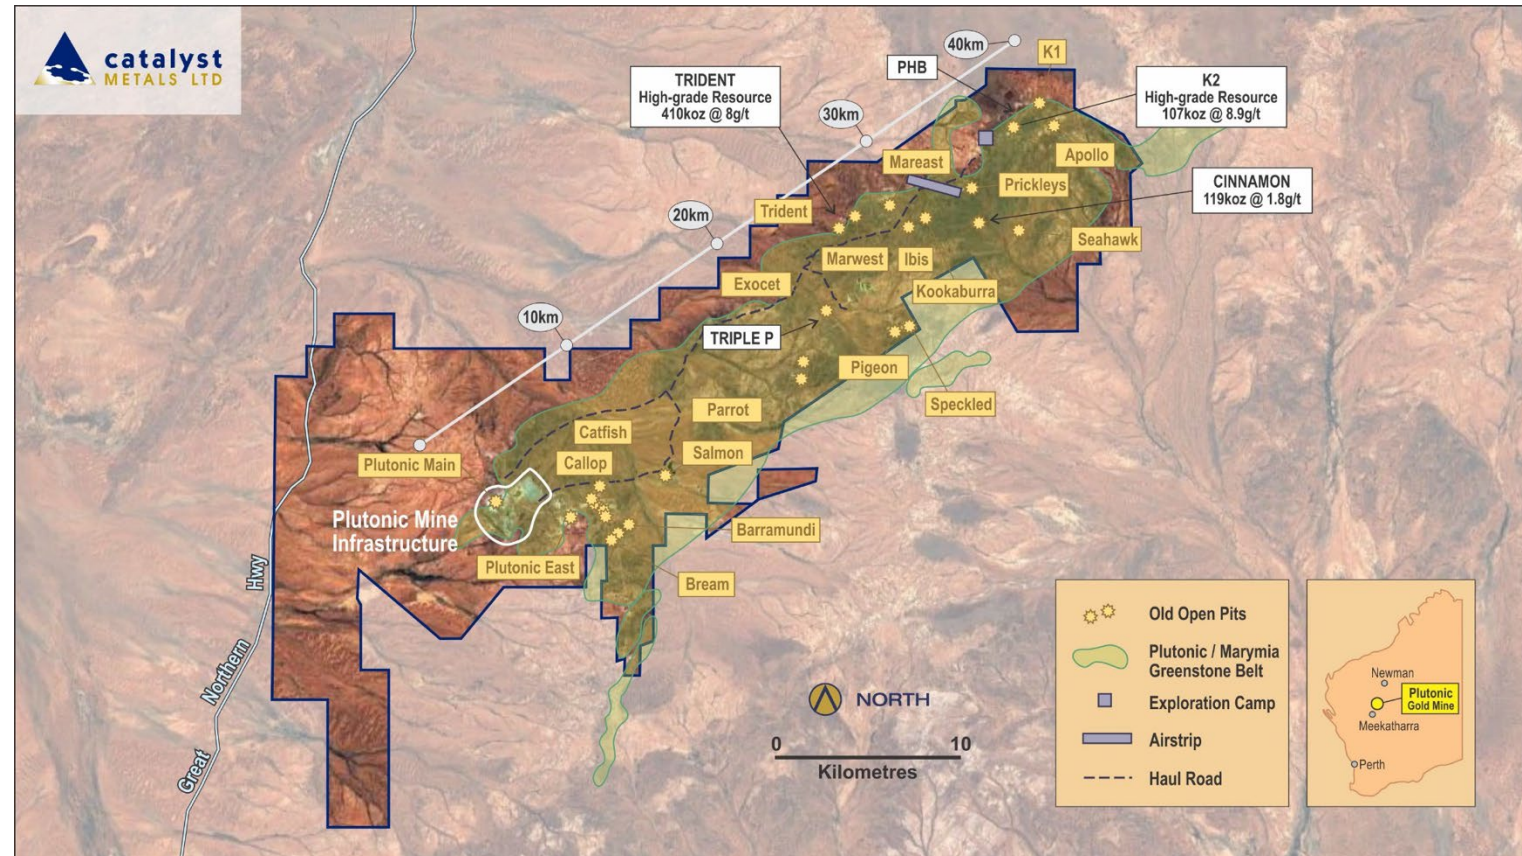 catalyst
METALS LTD
40km
K1
PHB
TRIDENT
High-grade Resource
410koz @ 8g/t
K2
High-grade Resource
107koz @ 8.9g/t
30km
Mareast
Apollo
Prickleys
CINNAMON
119koz @ 1.8g/t
20km
Trident
Seahawk
Marwest
Ibis
Exocet
Kookaburra
10km
TRIPLE P
Pigeon
Speckled
Parrot
Catfish
Salmon
Callop
Plutonic Main
Plutonic Mine
Infrastructure
Barramundi
Plutonic East
Bream
Great Northern Hwy
NORTH
0 10
Kilometres
Old Open Pits
Plutonic / Marymia
Greenstone Belt
Exploration Camp
Airstrip
Haul Road
Newman
Plutonic
Gold Mine
Meekatharra
Perth